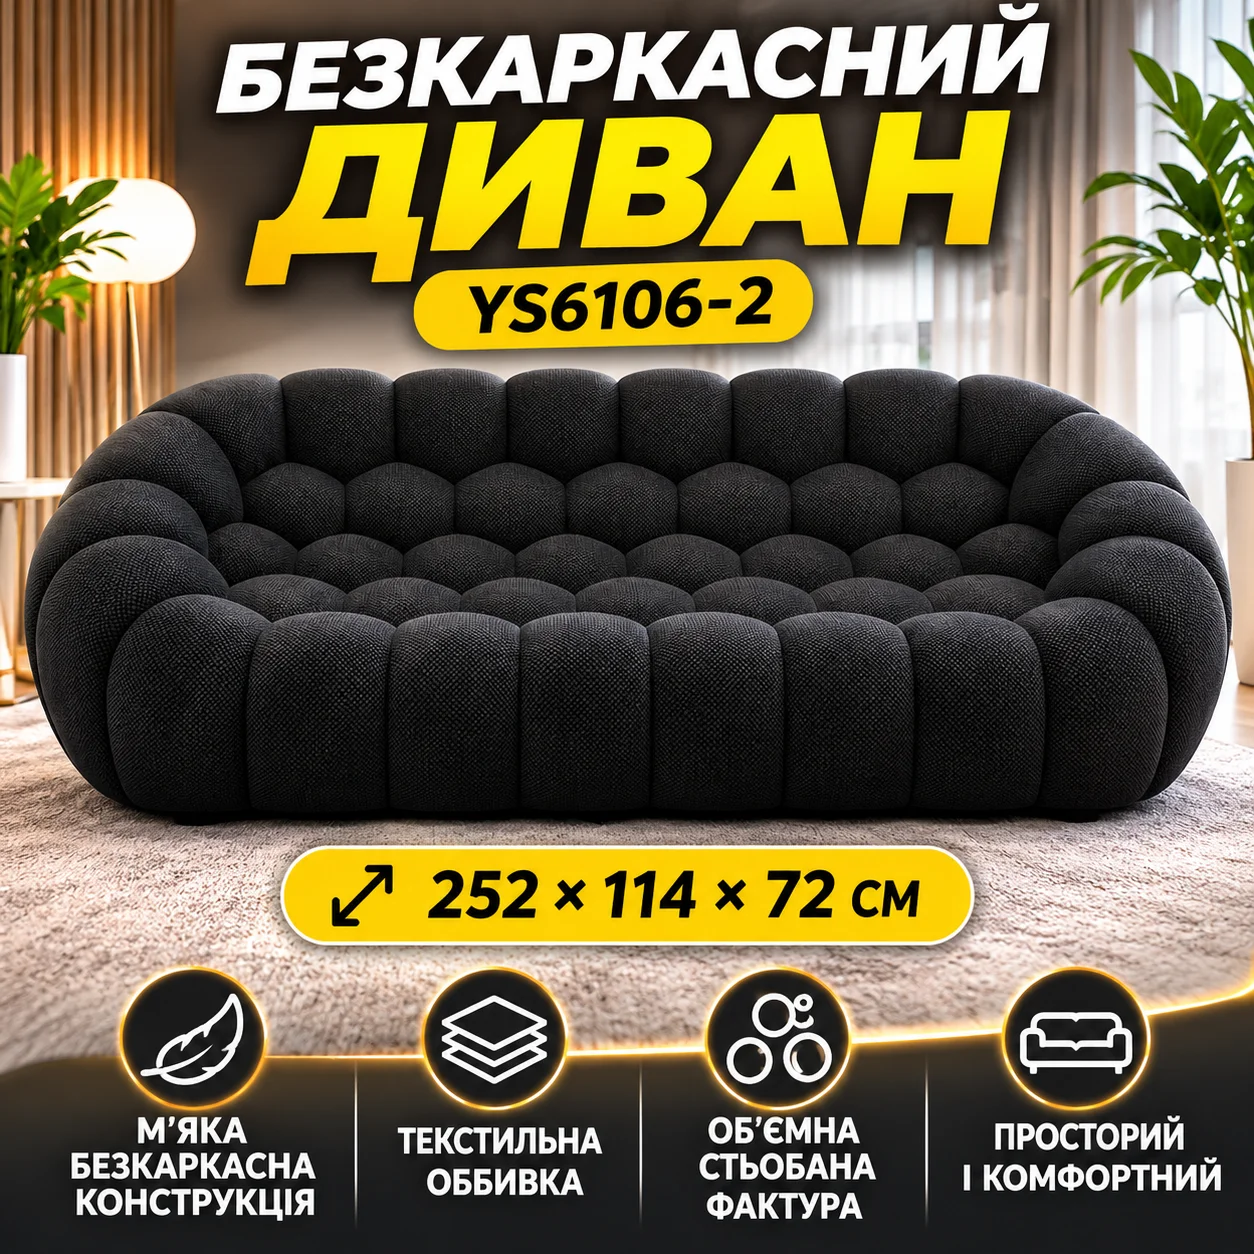 БЕЗКАРКАСНИЙ
ДИВАН
YS6106-2
252 × 114 × 72 СМ
М’ЯКА
БЕЗКАРКАСНА
КОНСТРУКЦІЯ
ТЕКСТИЛЬНА
ОББИВКА
ОБ’ЄМНА
СТЬОБАНА
ФАКТУРА
ПРОСТОРИЙ
І КОМФОРТНИЙ